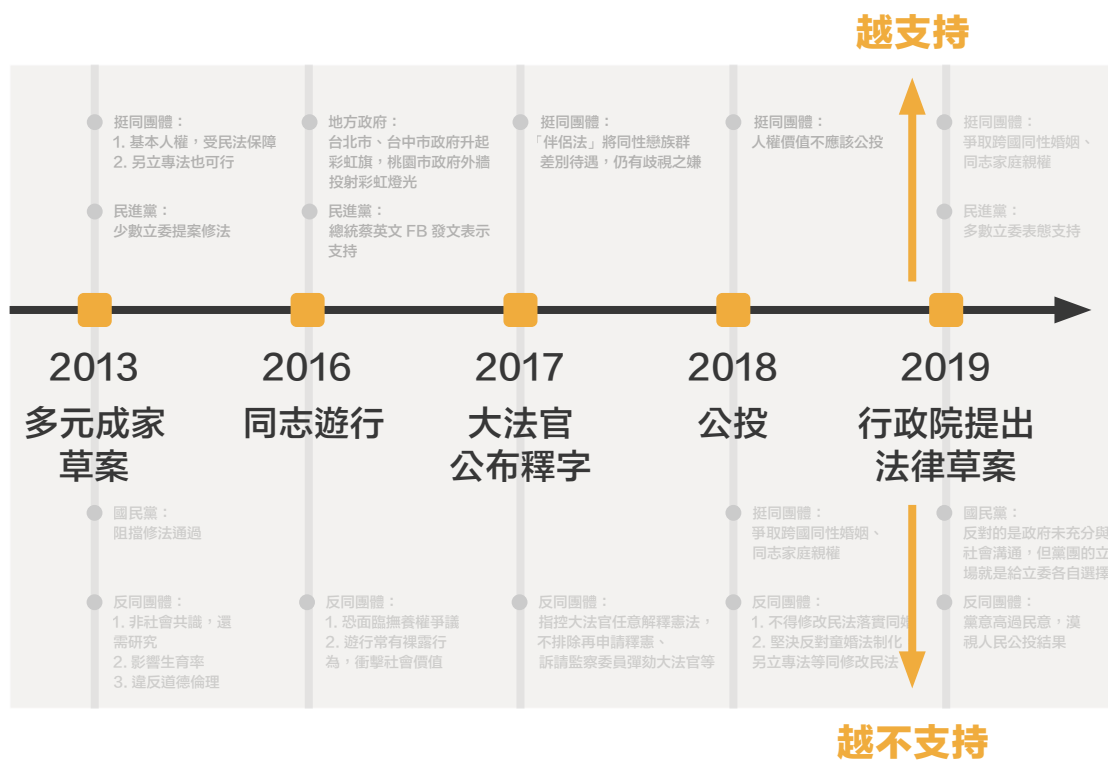 越支持
挺同團體：
1. 基本人權，受民法保障
2. 另立專法也可行
民進黨：
少數立委提案修法
地方政府：
台北市、台中市政府升起
彩虹旗，桃園市政府外牆
投射彩虹燈光
民進黨：
總統蔡英文 FB 發文表示
支持
挺同團體：
「伴侶法」將同性戀族群
差別待遇，仍有歧視之嫌
挺同團體：
人權價值不應該公投
挺同團體：
爭取跨國同性婚姻、
同志家庭親權
民進黨：
多數立委表態支持
2013
多元成家
草案
2016
同志遊行
2017
大法官
公布釋字
2018
公投
2019
行政院提出
法律草案
國民黨：
阻擋修法通過
反同團體：
1. 非社會共識，還
需研究
2. 影響生育率
3. 違反道德倫理
反同團體：
1. 恐面臨撫養權爭議
2. 遊行常有裸露行
為，衝擊社會價值
反同團體：
指控大法官任意解釋憲法，
不排除再申請釋憲、
訴請監察委員彈劾大法官等
挺同團體：
爭取跨國同性婚姻、
同志家庭親權
反同團體：
1. 不得修改民法落實同婚
2. 堅決反對童婚法制化
另立專法等同修改民法
國民黨：
反對的是政府未充分與
社會溝通，但黨團的立
場就是給立委各自選擇
反同團體：
黨意高過民意，漠
視人民公投結果
越不支持